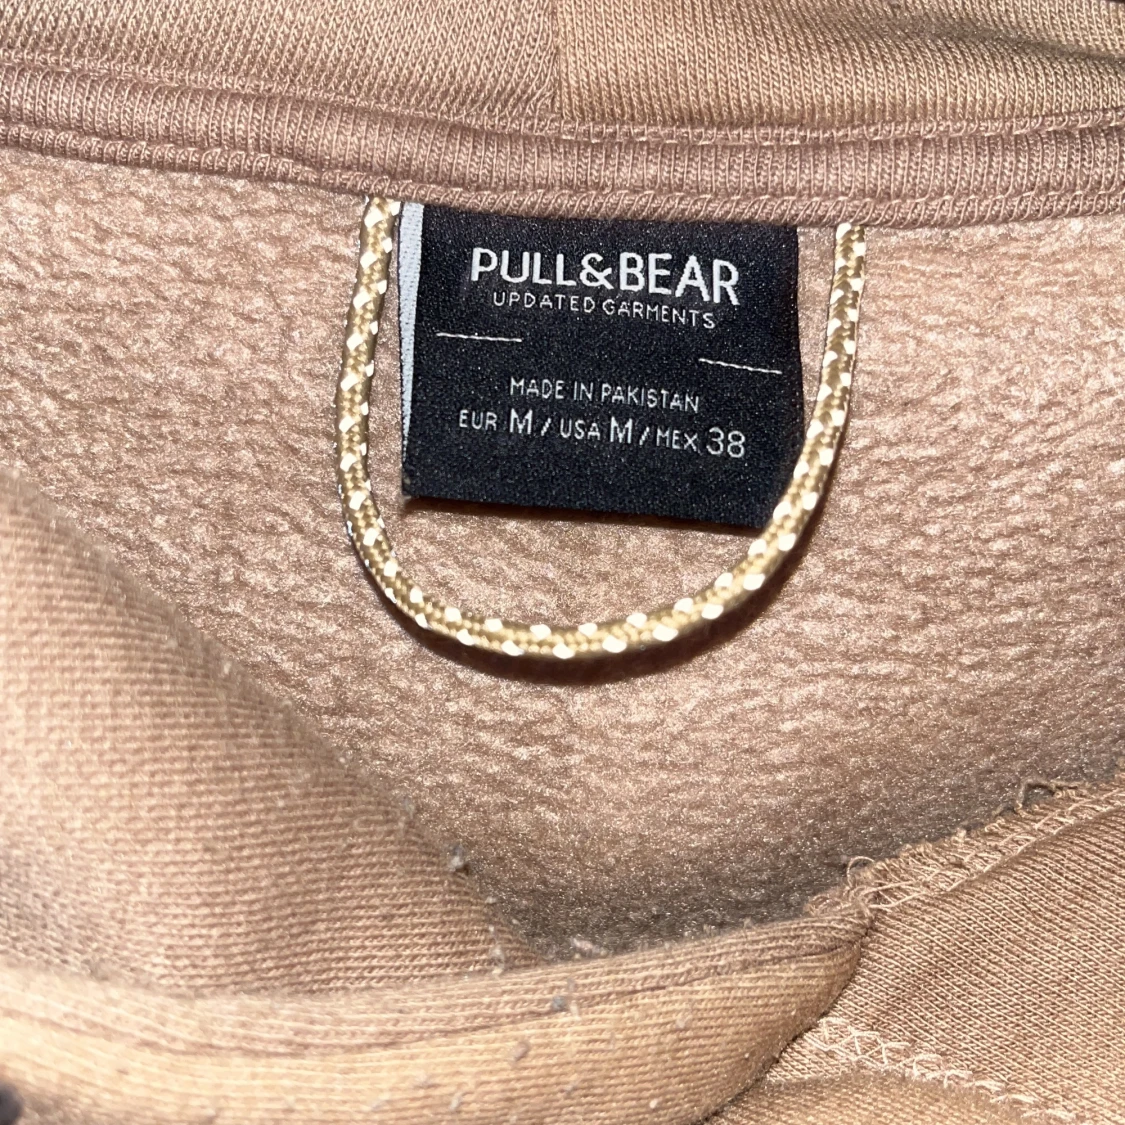 PULL&BEAR
UPDATED GARMENTS
MADE IN PAKISTAN
EUR M / USA M / MEX 38